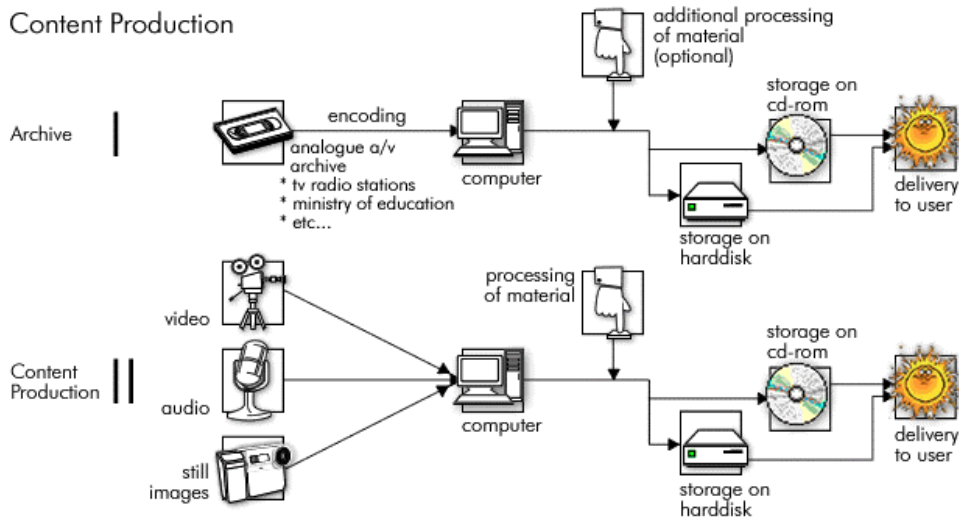 Content Production
additional processing
of material
(optional)
storage on
cd-rom
Archive
encoding
analogue a/v
archive
* tv radio stations
* ministry of education
* etc...
computer
delivery
to user
storage on
harddisk
processing
of material
video
storage on
cd-rom
Content
Production
audio
computer
delivery
to user
still
images
storage on
harddisk